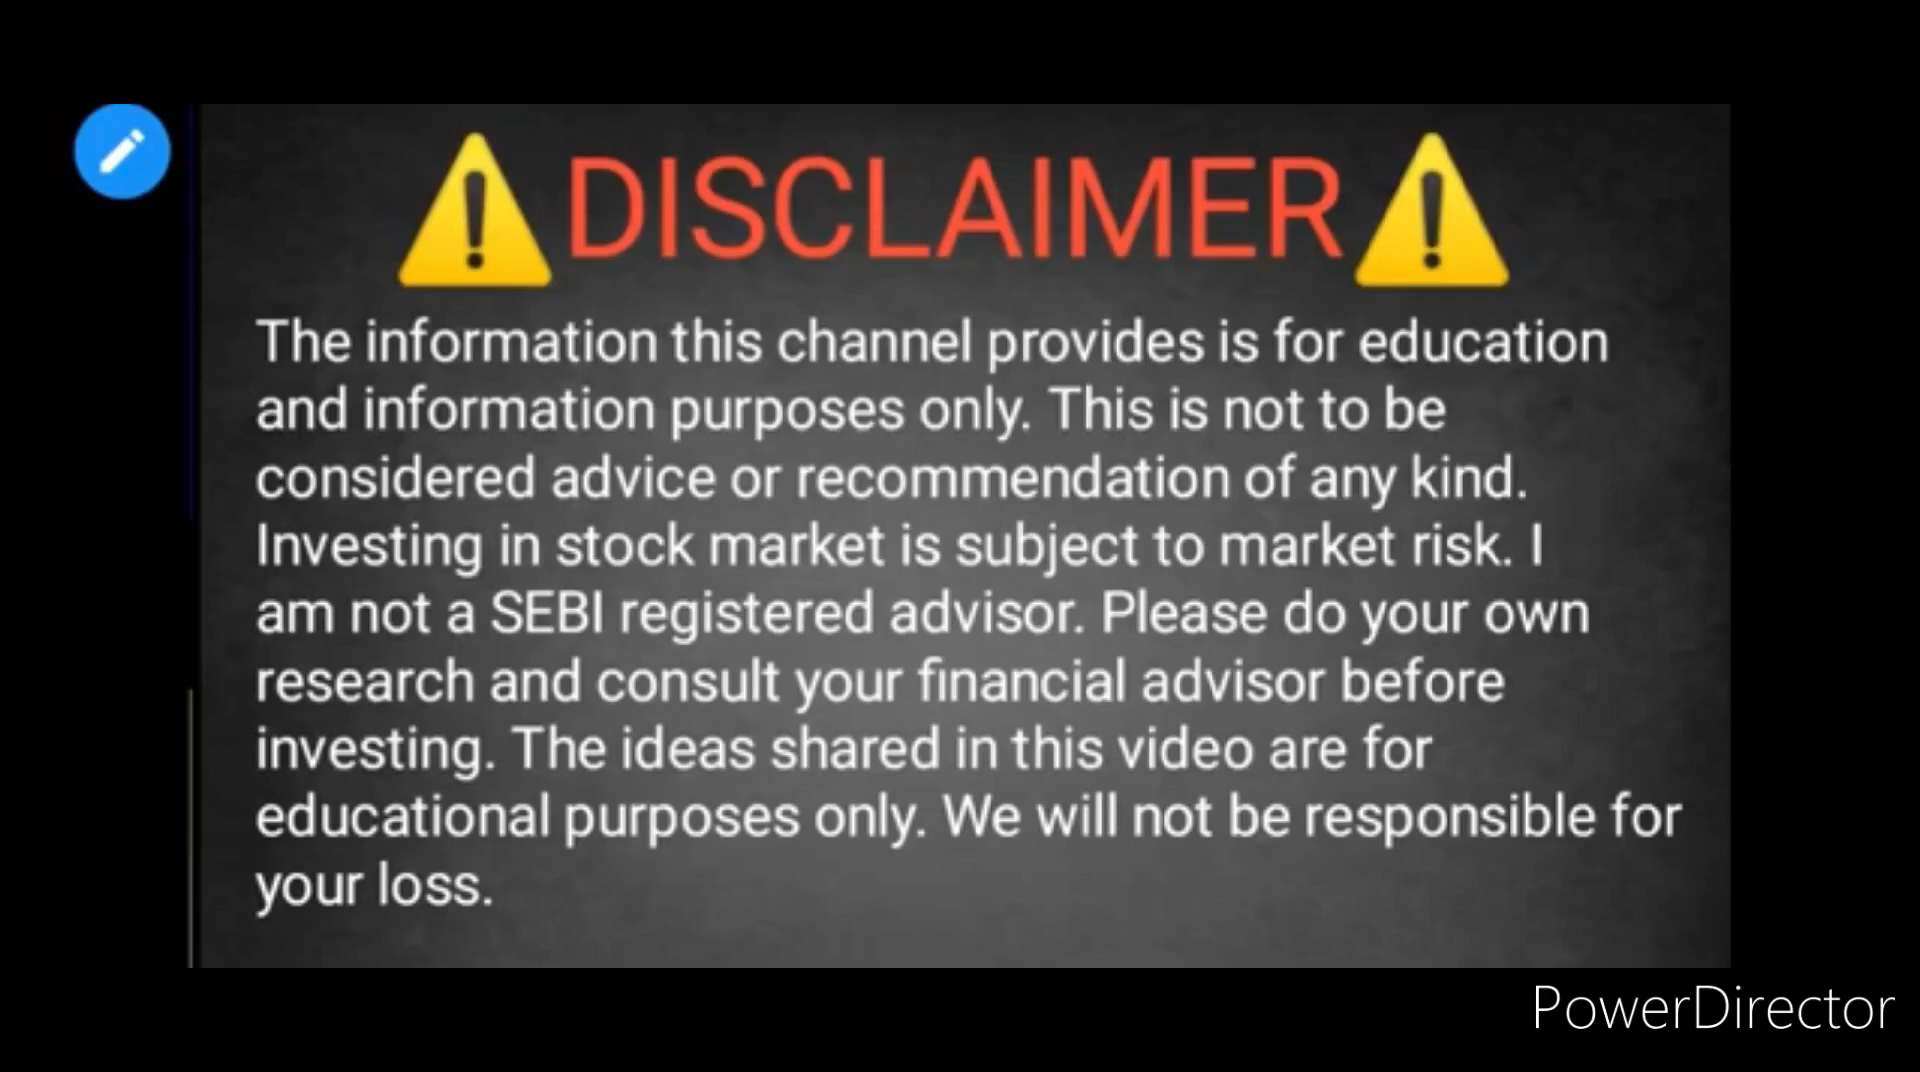 ⚠DISCLAIMER⚠
The information this channel provides is for education
and information purposes only. This is not to be
considered advice or recommendation of any kind.
Investing in stock market is subject to market risk. I
am not a SEBI registered advisor. Please do your own
research and consult your financial advisor before
investing. The ideas shared in this video are for
educational purposes only. We will not be responsible for
your loss.
PowerDirector